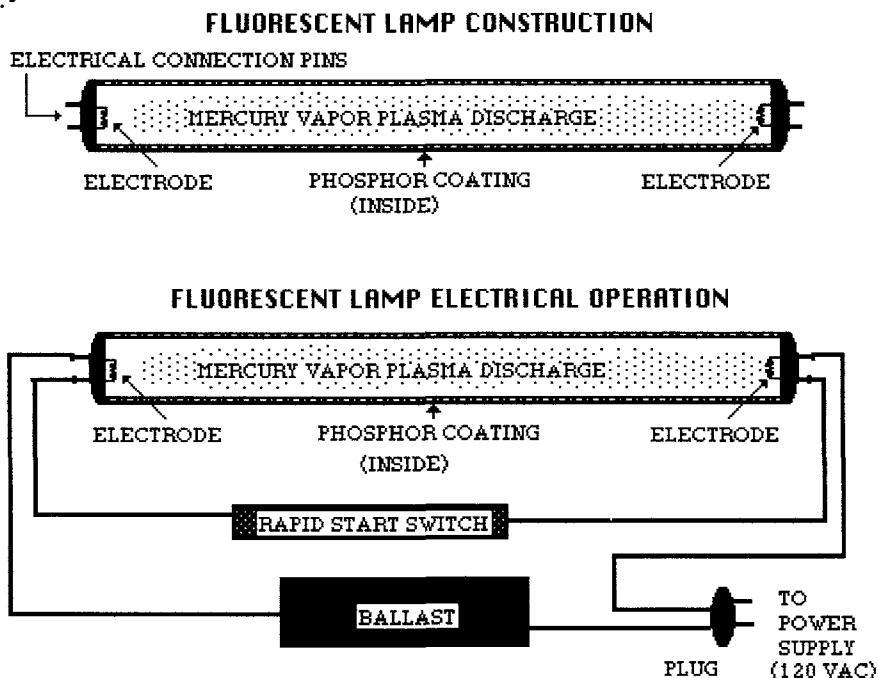 FLUORESCENT LAMP CONSTRUCTION
ELECTRICAL CONNECTION PINS
MERCURY VAPOR PLASMA DISCHARGE
ELECTRODE
PHOSPHOR COATING
(INSIDE)
ELECTRODE
FLUORESCENT LAMP ELECTRICAL OPERATION
MERCURY VAPOR PLASMA DISCHARGE
ELECTRODE
PHOSPHOR COATING
(INSIDE)
ELECTRODE
RAPID START SWITCH
BALLAST
TO
POWER
SUPPLY
(120 VAC)
PLUG